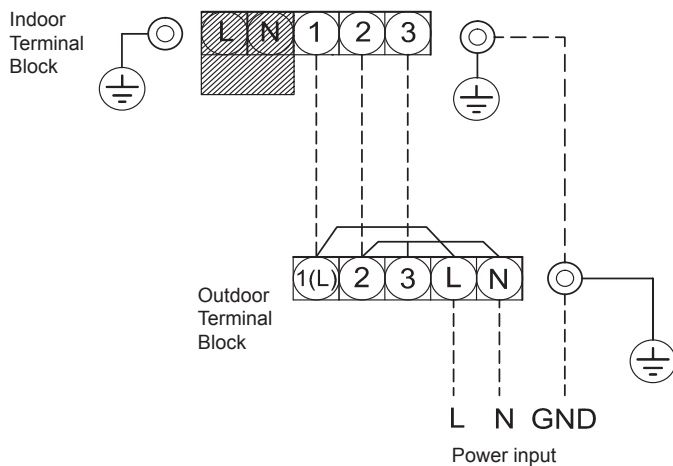 Indoor
Terminal
Block
L N 1 2 3
1(L) 2 3 L N
Outdoor
Terminal
Block
L N GND
Power input